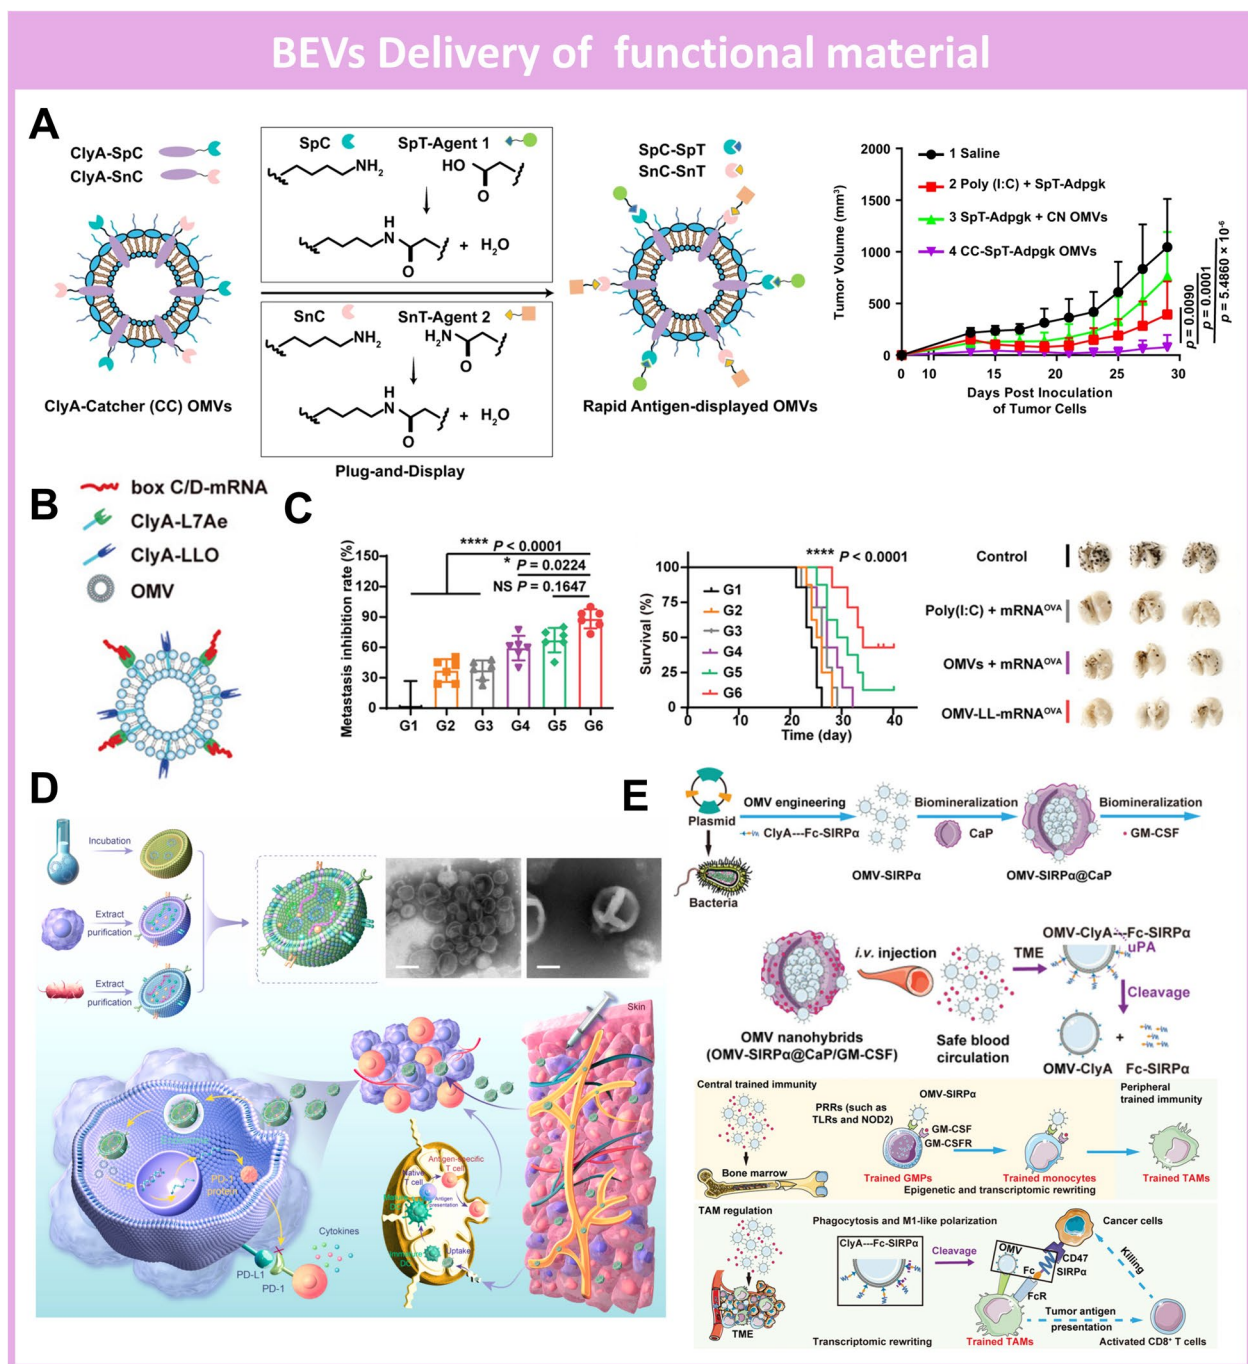 BEVs Delivery of functional material
A
ClyA-SpC
ClyA-SnC
ClyA-Catcher (CC) OMVs
SpC
SpT-Agent 1
NH2
HO
O
H
N
O
+ H2O
SnC
SnT-Agent 2
NH2
H2N
O
H
N
O
+ H2O
Plug-and-Display
SpC-SpT
SnC-SnT
Rapid Antigen-displayed OMVs
Tumor Volume (mm3)
2000
1500
1000
500
0
1 Saline
2 Poly (I:C) + SpT-Adpgk
3 SpT-Adpgk + CN OMVs
4 CC-SpT-Adpgk OMVs
0 10 15 20 25 30
Days Post Inoculation
of Tumor Cells
p = 0.0090
p = 0.0001
p = 5.4860 × 10-6
B
box C/D-mRNA
ClyA-L7Ae
ClyA-LLO
OMV
C
Metastasis inhibition rate (%)
150
120
90
60
30
0
**** P < 0.0001
* P = 0.0224
NS P = 0.1647
G1 G2 G3 G4 G5 G6
Survival (%)
100
75
50
25
0
**** P < 0.0001
G1
G2
G3
G4
G5
G6
0 10 20 30 40
Time (day)
Control
Poly(I:C) + mRNAOVA
OMVs + mRNAOVA
OMV-LL-mRNAOVA
D
Incubation
Extract
purification
Extract
purification
Skin
Antigen-specific
T cell
Native
T cell
Antigen
presentation
Uptake
PD-1
protein
Cytokines
PD-L1
PD-1
E
Plasmid
Bacteria
OMV engineering
ClyA---Fc-SIRPα
OMV-SIRPα
Biomineralization
CaP
OMV-SIRPα@CaP
Biomineralization
GM-CSF
OMV nanohybrids
(OMV-SIRPα@CaP/GM-CSF)
i.v. injection
Safe blood
circulation
TME
OMV-ClyA---Fc-SIRPα
uPA
Cleavage
+
OMV-ClyA Fc-SIRPα
Central trained immunity
Bone marrow
PRRs (such as
TLRs and NOD2)
OMV-SIRPα
GM-CSF
GM-CSFR
Trained GMPs
Trained monocytes
Epigenetic and transcriptomic rewriting
Peripheral
trained immunity
Trained TAMs
TAM regulation
TME
Phagocytosis and M1-like polarization
ClyA---Fc-SIRPα
Cleavage
Transcriptomic rewriting
OMV
Fc
CD47
SIRPα
FcR
Cancer cells
Killing
Tumor antigen
presentation
Trained TAMs
Activated CD8+ T cells